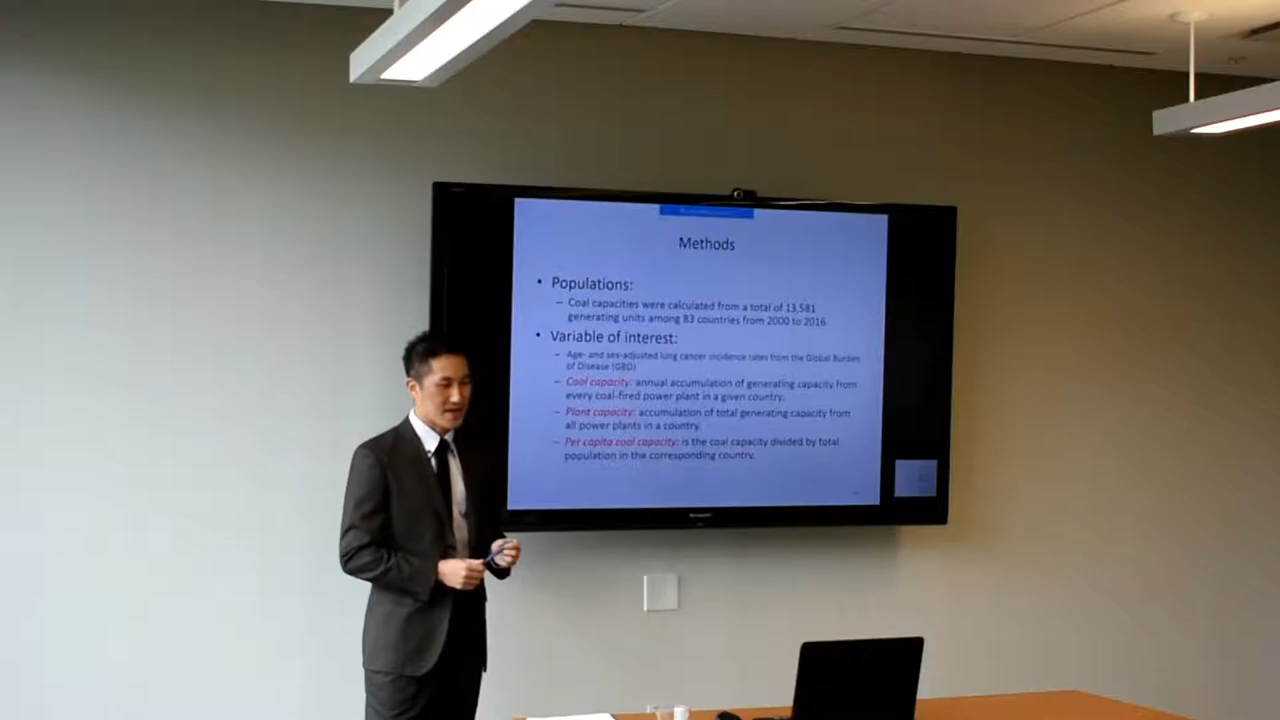 Methods
• Populations:
– Coal capacities were calculated from a total of 13,581
generating units among 83 countries from 2000 to 2016.
• Variable of interest:
– Age- and sex-adjusted lung cancer incidence rates from the Global Burden
of Disease (GBD)
– Coal capacity: annual accumulation of generating capacity from
every coal-fired power plant in a given country.
– Plant capacity: accumulation of total generating capacity from
all power plants in a country.
– Per capita coal capacity: is the coal capacity divided by total
population in the corresponding country.